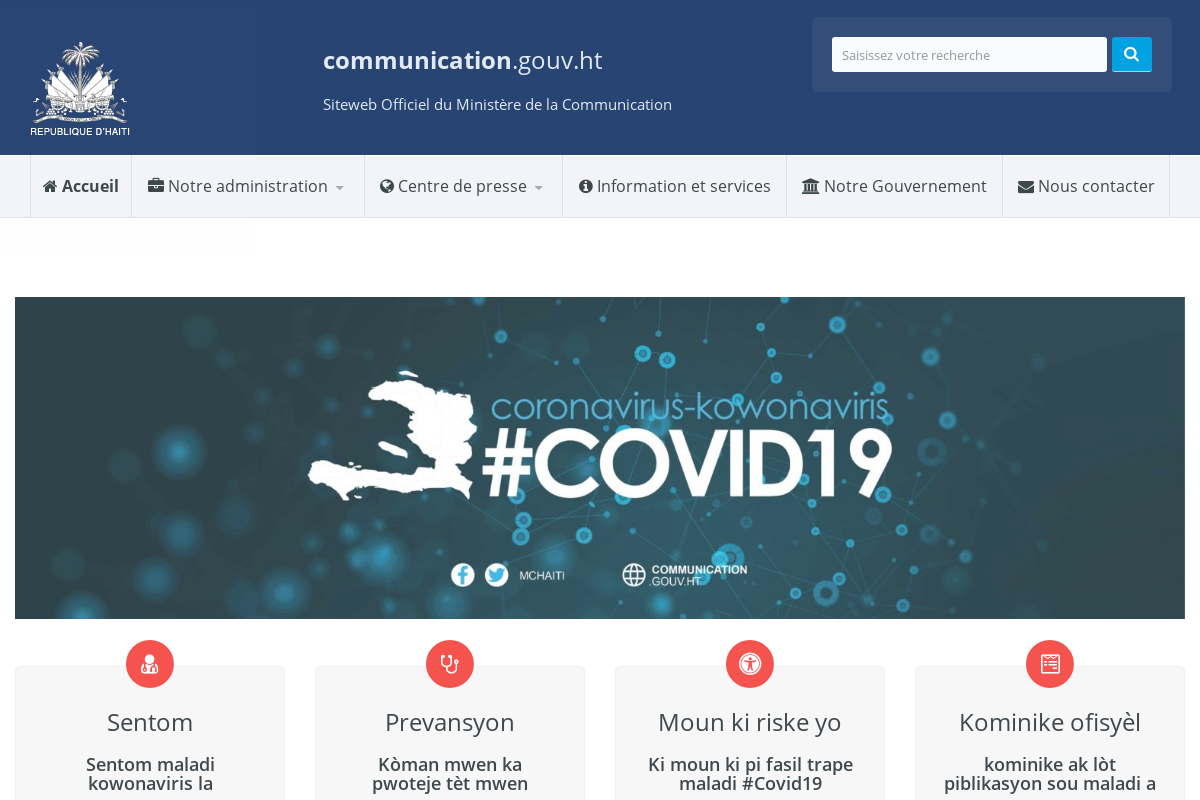 REPUBLIQUE D'HAITI
communication.gouv.ht
Siteweb Officiel du Ministère de la Communication
Saisissez votre recherche
Accueil
Notre administration
Centre de presse
Information et services
Notre Gouvernement
Nous contacter
coronavirus-kowonaviris
#COVID19
MCHAITI
COMMUNICATION
.GOUV.HT
Sentom
Sentom maladi
kowonaviris la
Prevansyon
Kòman mwen ka
pwoteje tèt mwen
Moun ki riske yo
Ki moun ki pi fasil trape
maladi #Covid19
Kominike ofisyèl
kominike ak lòt
piblikasyon sou maladi a